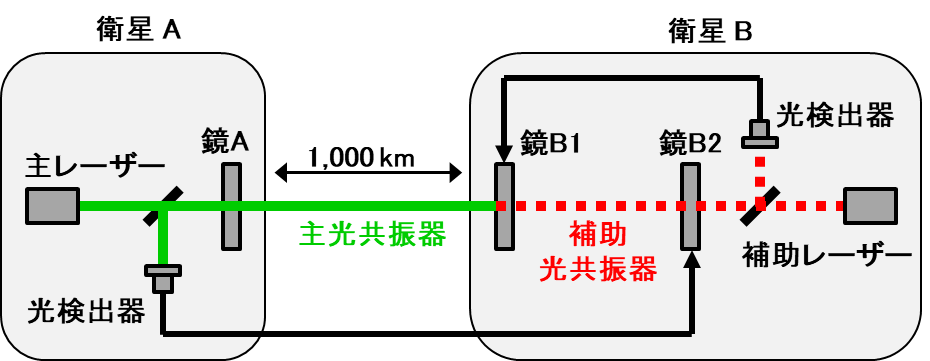 衛星 A
衛星 B
主レーザー
鏡A
1,000 km
鏡B1
鏡B2
光検出器
主光共振器
補助
光共振器
補助レーザー
光検出器